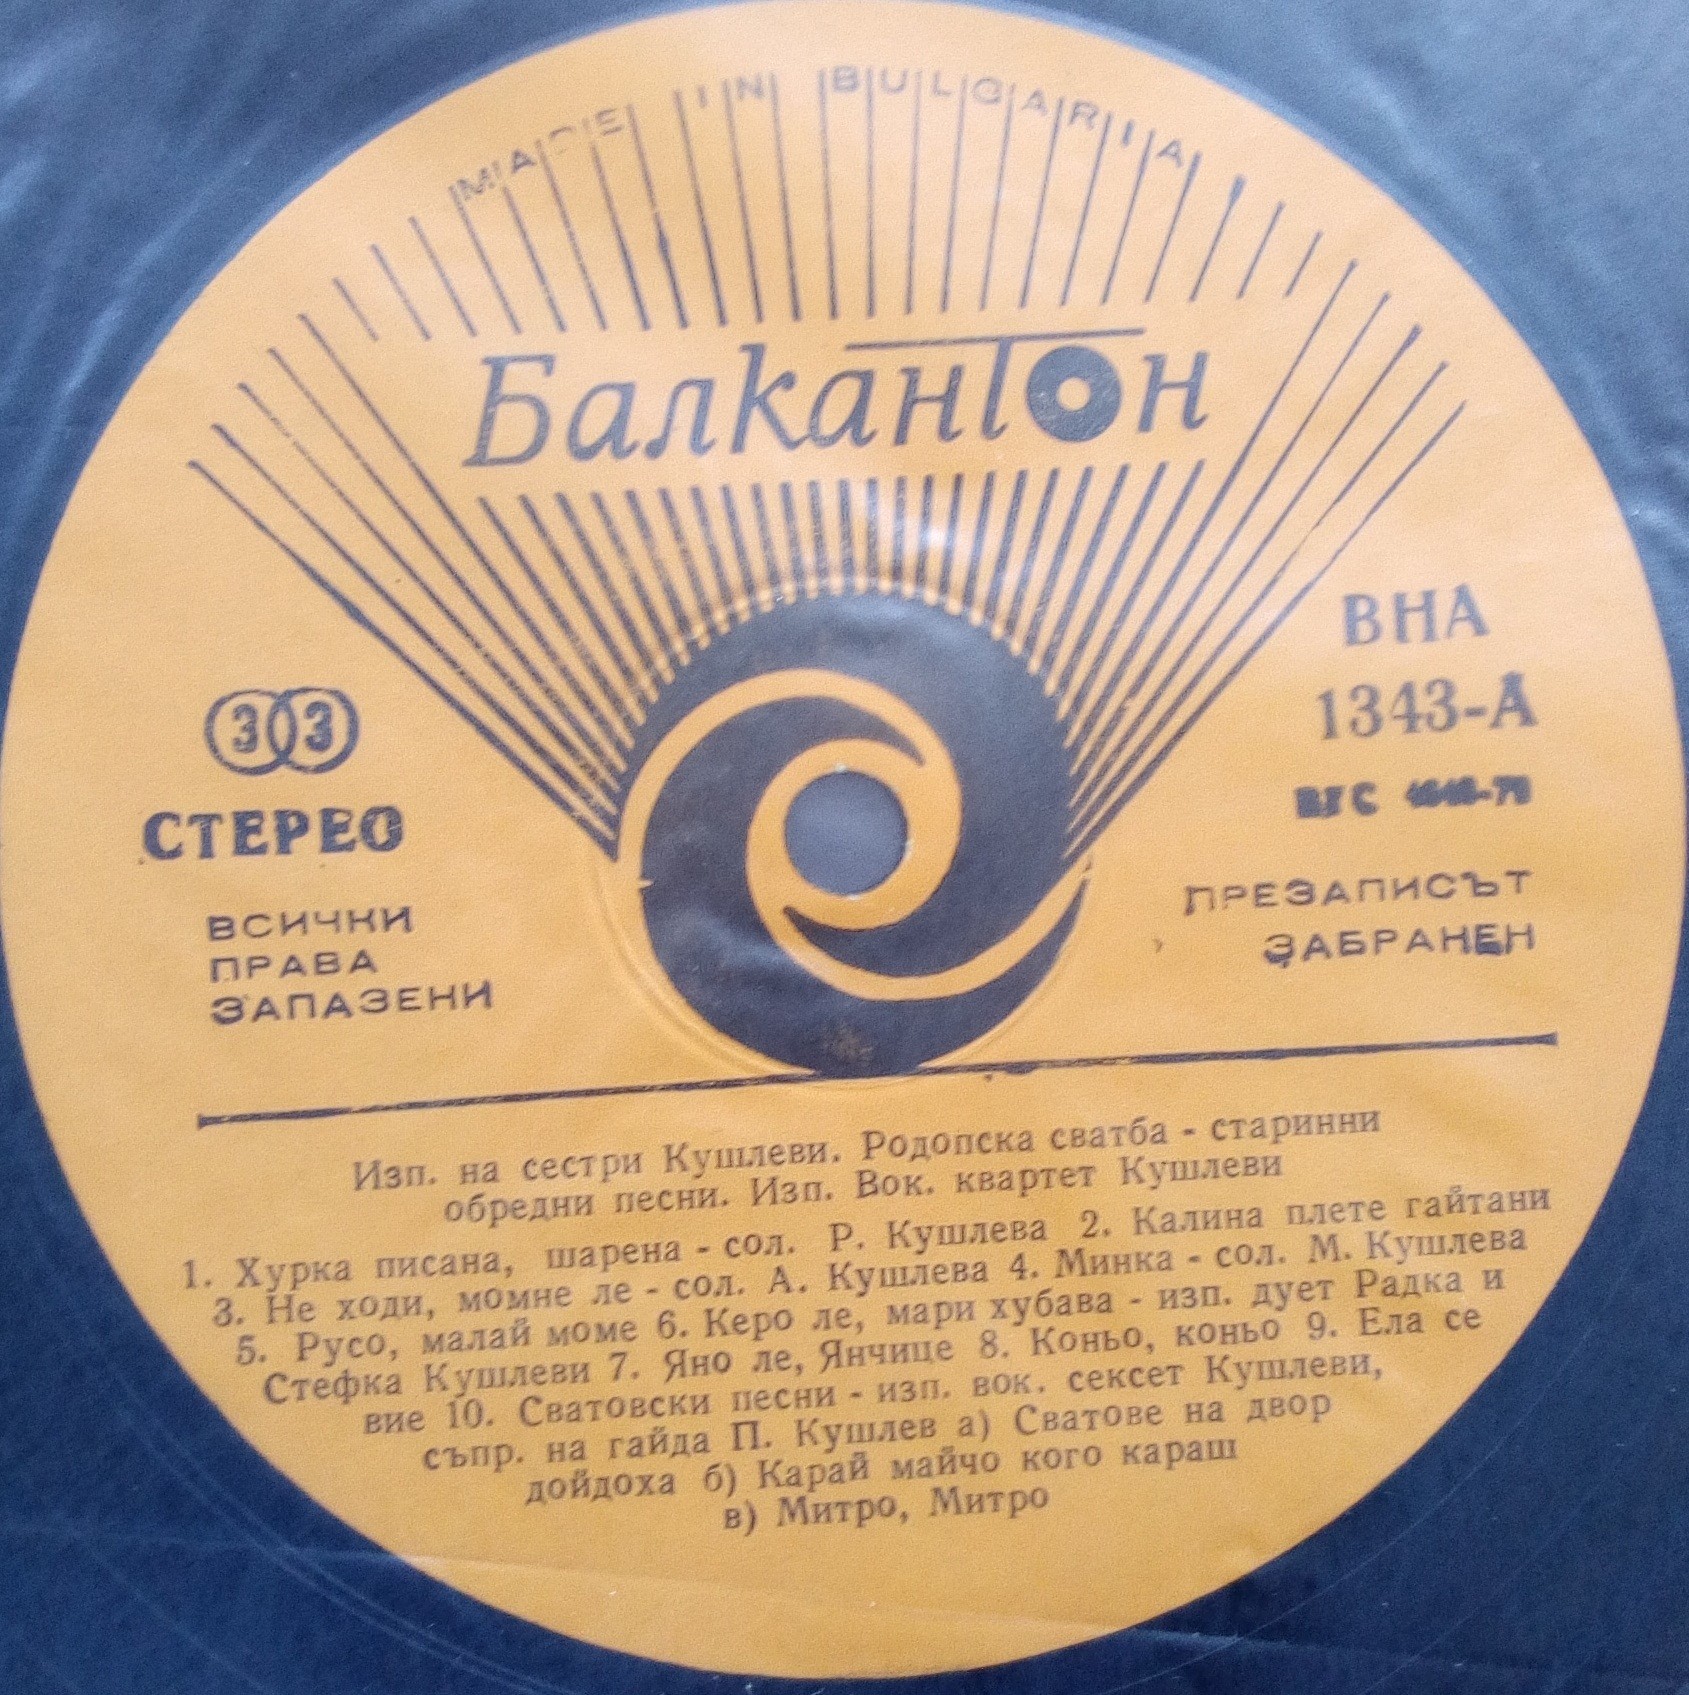 MADE IN BULGARIA
Балкантон
ВНА
1343-А
33
СТЕРЕО
ВСИЧКИ
ПРАВА
ЗАПАЗЕНИ
ПРЕЗАПИСЪТ
ЗАБРАНЕН
Изп. на сестри Кушлеви. Родопска сватба - старинни
обредни песни. Изп. Вок. квартет Кушлеви
1. Хурка писана, шарена - сол. Р. Кушлева 2. Калина плете гайтани
3. Не ходи, момне ле - сол. А. Кушлева 4. Минка - сол. М. Кушлева
5. Русо, малай моме 6. Керо ле, мари хубава - изп. дует Радка и
Стефка Кушлеви 7. Яно ле, Янчице 8. Коньо, коньо 9. Ела се
вие 10. Сватовски песни - изп. вок. сексет Кушлеви,
съпр. на гайда П. Кушлев а) Сватове на двор
дойдоха б) Карай майчо кого караш
в) Митро, Митро